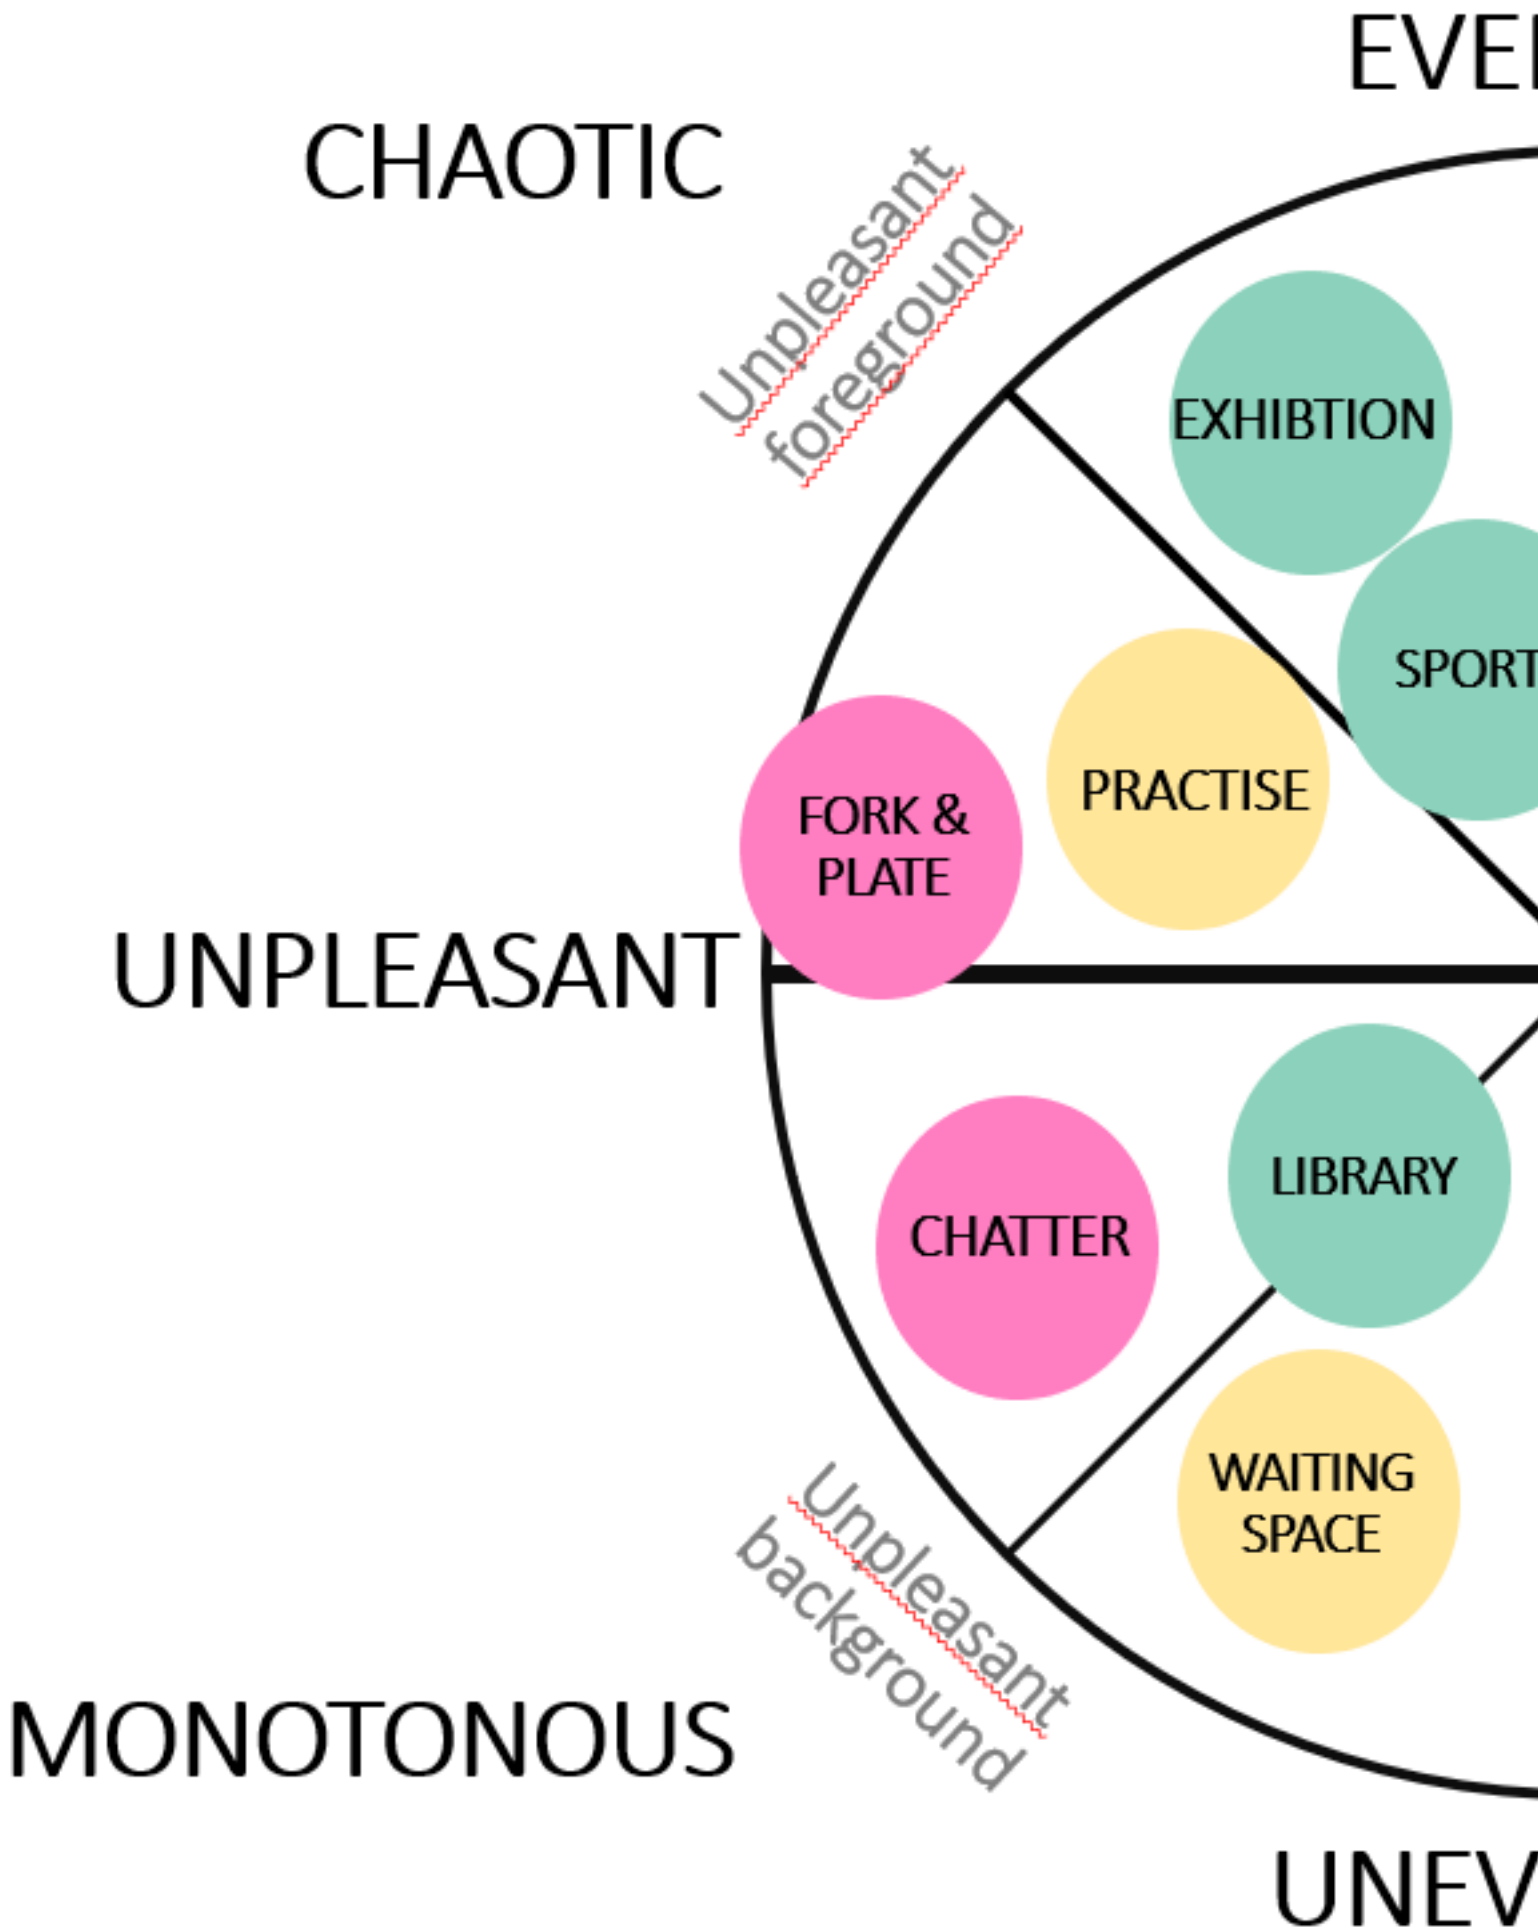 EVE
CHAOTIC
Unpleasant
foreground
EXHIBTION
SPORT
PRACTISE
FORK &
PLATE
UNPLEASANT
LIBRARY
CHATTER
WAITING
SPACE
Unpleasant
background
MONOTONOUS
UNEV